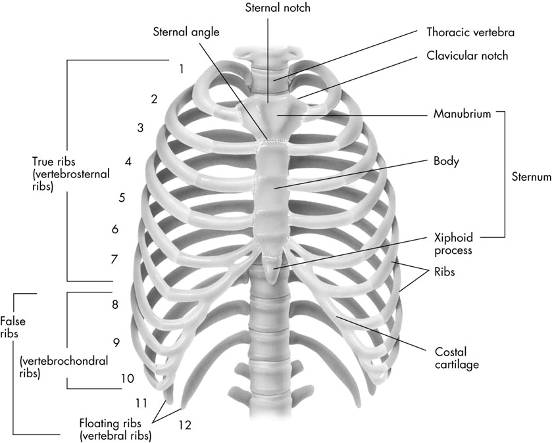 Sternal notch
Sternal angle
Thoracic vertebra
Clavicular notch
1
2
3
4
5
6
7
8
9
10
11
12
Manubrium
Body
Sternum
Xiphoid
process
Ribs
Costal
cartilage
True ribs
(vertebrosternal
ribs)
False
ribs
(vertebrochondral
ribs)
Floating ribs
(vertebral ribs)